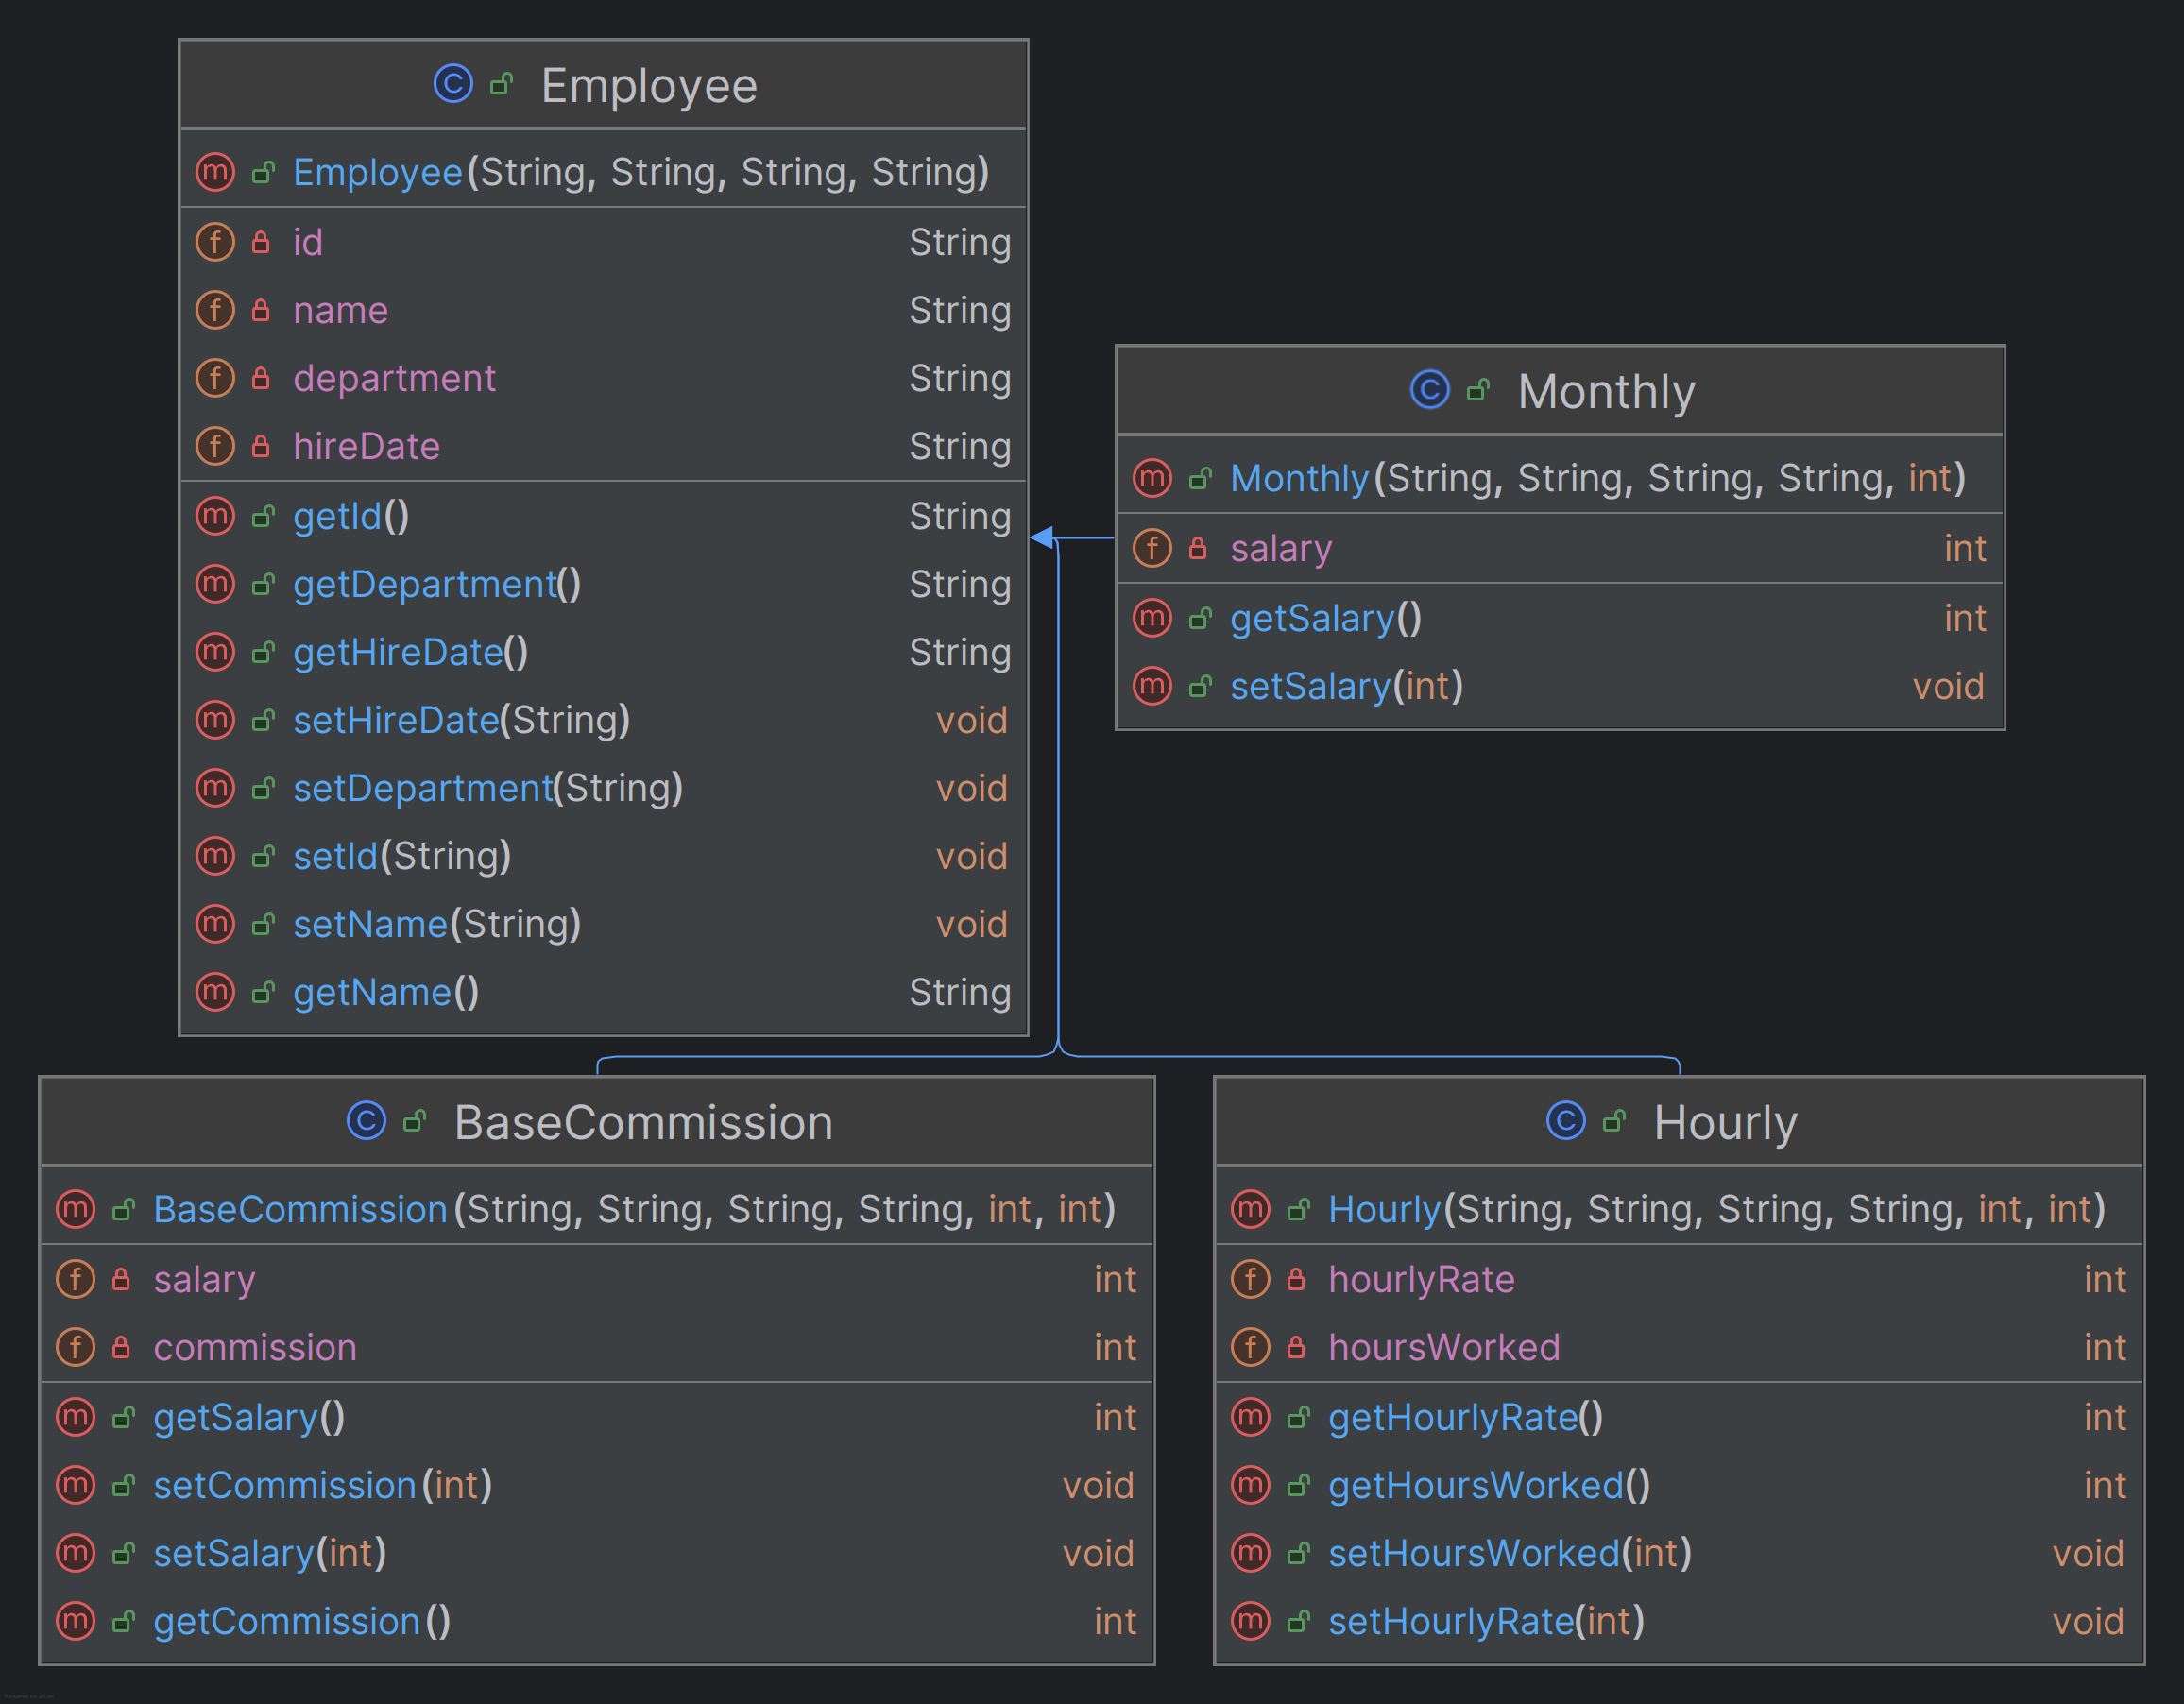 Employee
Employee(String, String, String, String)
id String
name String
department String
hireDate String
getId() String
getDepartment() String
getHireDate() String
setHireDate(String) void
setDepartment(String) void
setId(String) void
setName(String) void
getName() String
Monthly
Monthly(String, String, String, String, int)
salary int
getSalary() int
setSalary(int) void
BaseCommission
BaseCommission(String, String, String, String, int, int)
salary int
commission int
getSalary() int
setCommission(int) void
setSalary(int) void
getCommission() int
Hourly
Hourly(String, String, String, String, int, int)
hourlyRate int
hoursWorked int
getHourlyRate() int
getHoursWorked() int
setHoursWorked(int) void
setHourlyRate(int) void